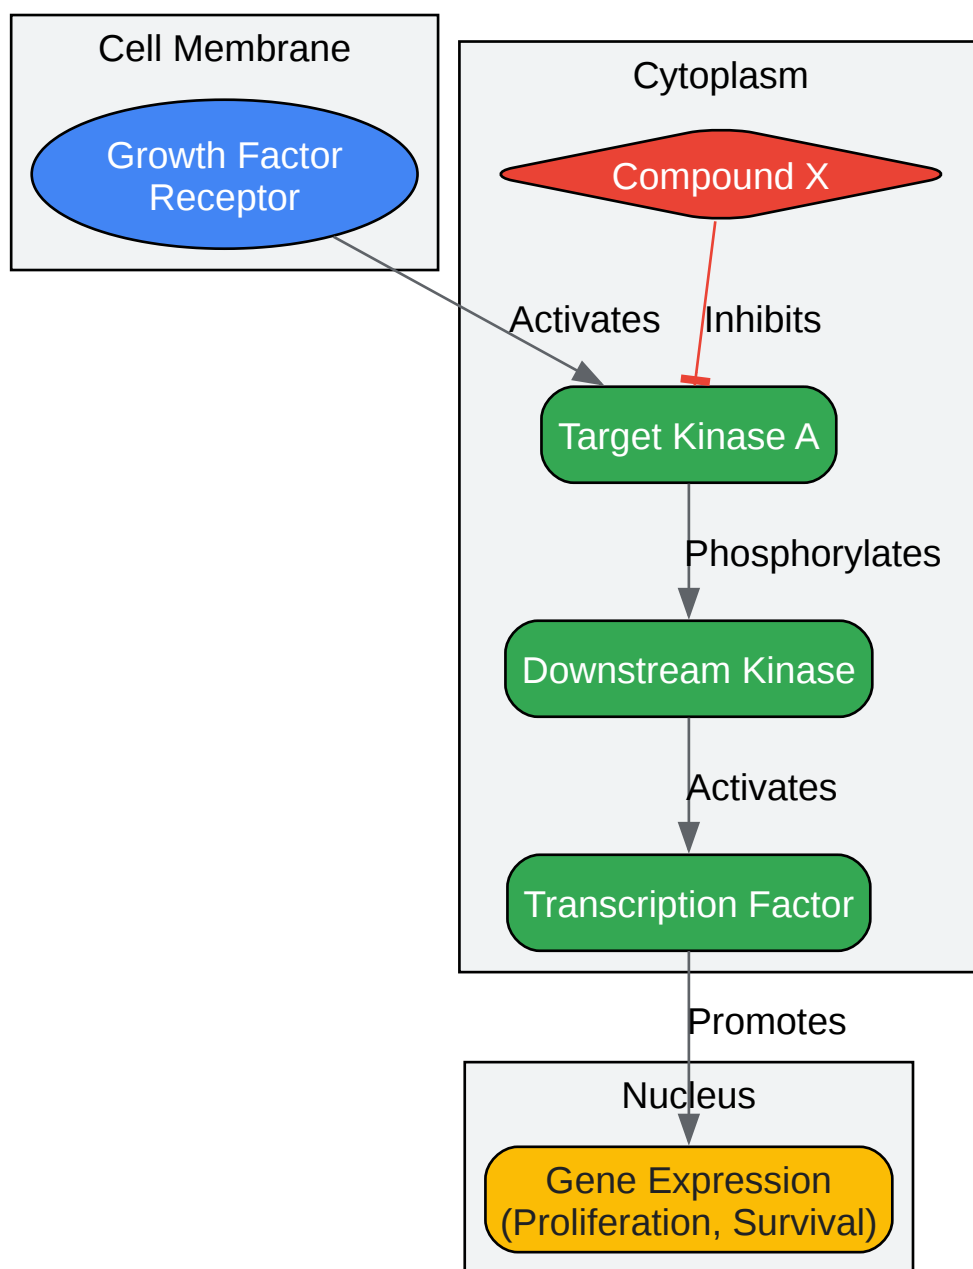 Cell Membrane
Growth Factor
Receptor
Cytoplasm
Compound X
Activates
Inhibits
Target Kinase A
Phosphorylates
Downstream Kinase
Activates
Transcription Factor
Promotes
Nucleus
Gene Expression
(Proliferation, Survival)